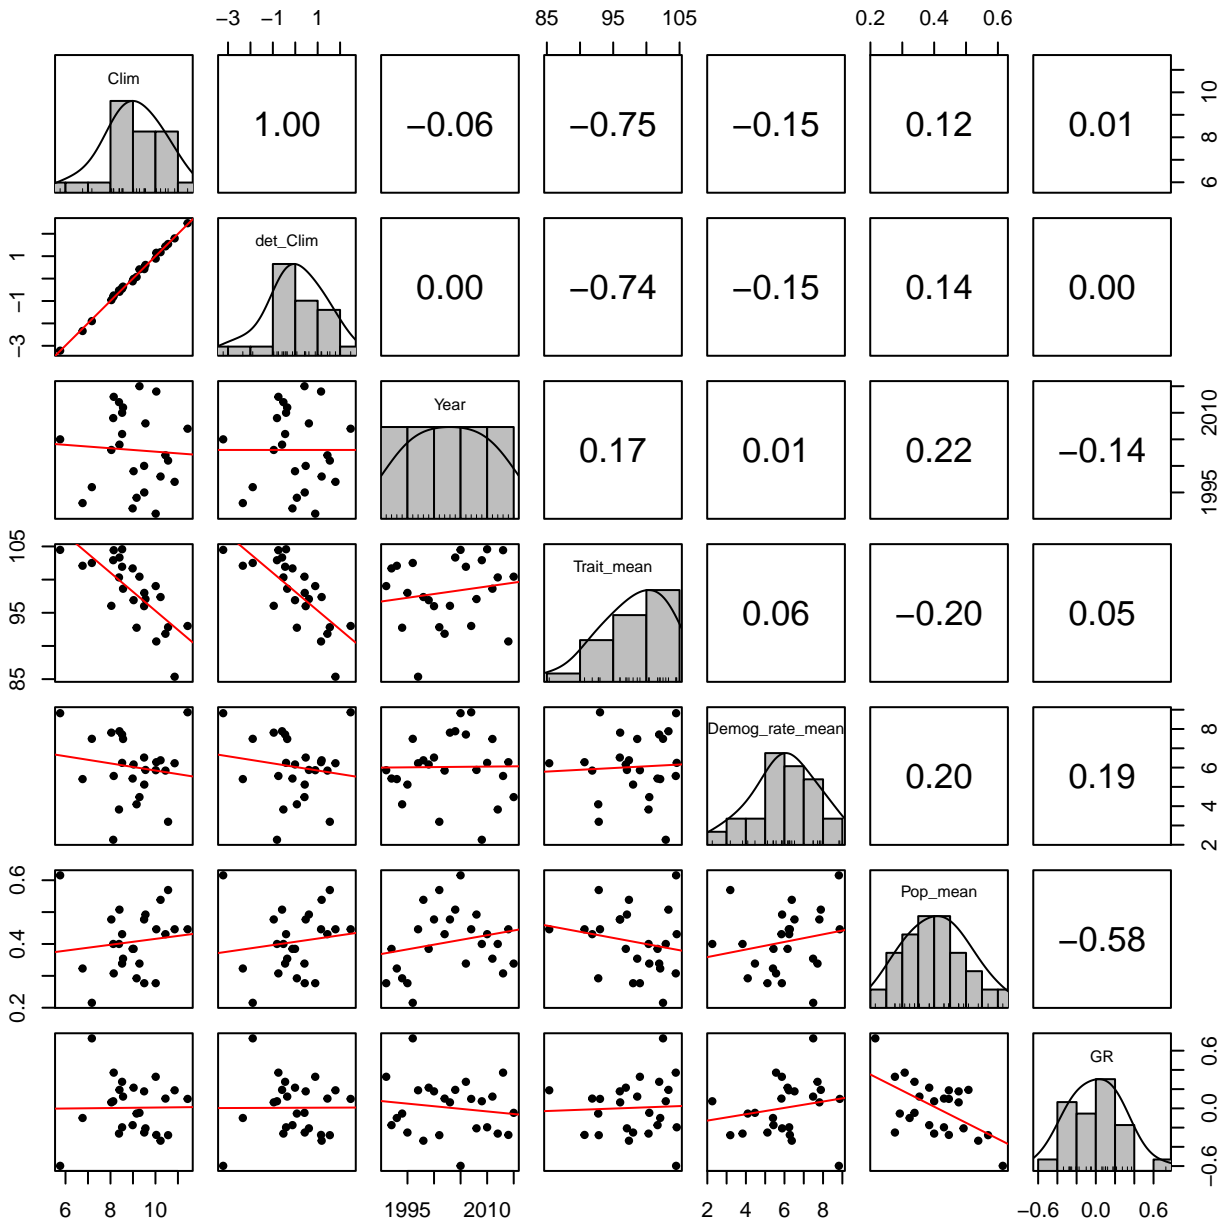 −3 −1 1 85 95 105 0.2 0.4 0.6
Clim 1.00 −0.06 −0.75 −0.15 0.12 0.01 6 8 10
−3 −1 1 det_Clim 0.00 −0.74 −0.15 0.14 0.00
Year 0.17 0.01 0.22 −0.14 1995 2010
85 95 105 Trait_mean 0.06 −0.20 0.05
Demog_rate_mean 0.20 0.19 2 4 6 8
0.2 0.4 0.6 Pop_mean −0.58
GR −0.6 0.0 0.6
6 8 10 1995 2010 2 4 6 8 −0.6 0.0 0.6